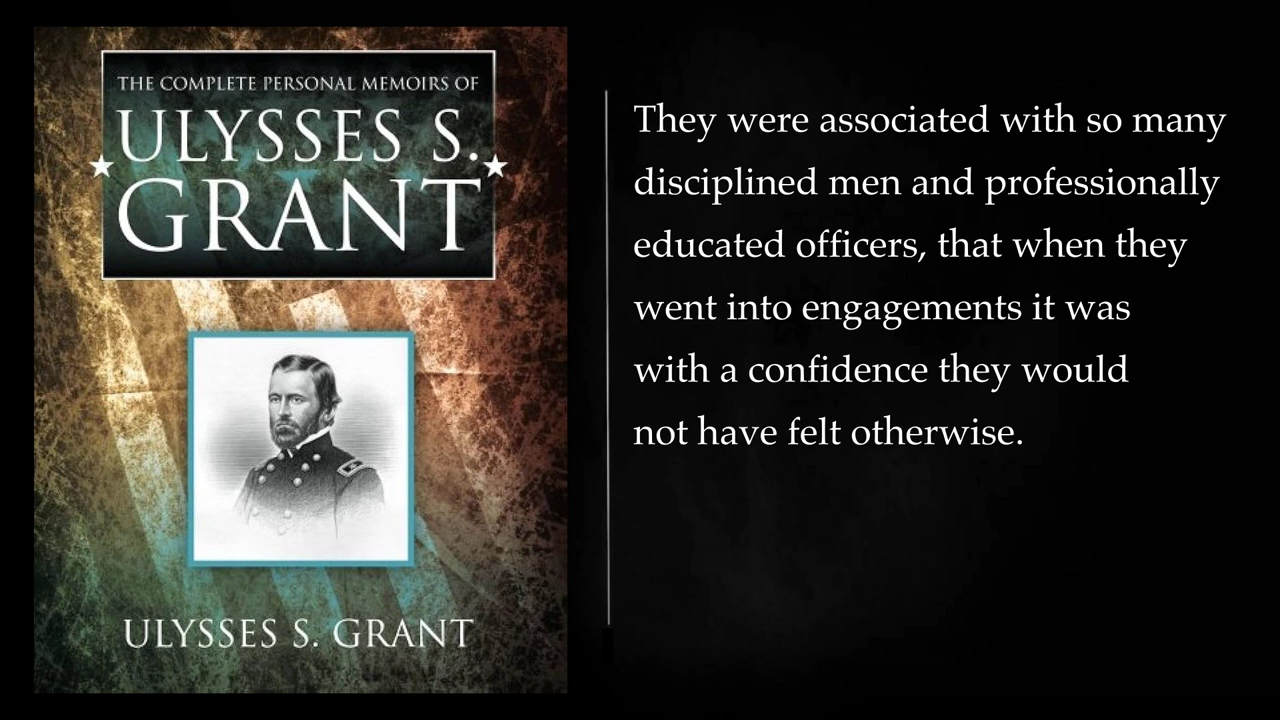 THE COMPLETE PERSONAL MEMOIRS OF
ULYSSES S.
GRANT
ULYSSES S. GRANT
They were associated with so many
disciplined men and professionally
educated officers, that when they
went into engagements it was
with a confidence they would
not have felt otherwise.